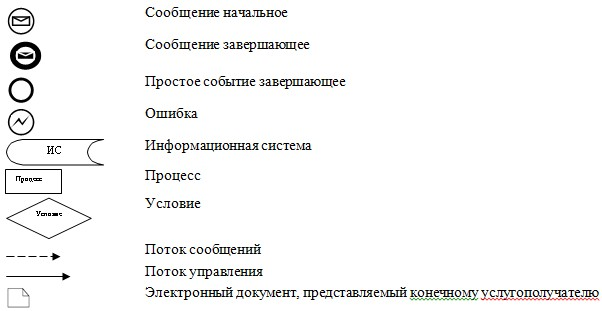 Сообщение начальное
Сообщение завершающее
Простое событие завершающее
Ошибка
ИС
Информационная система
Процесс
Процесс
Условие
Условие
Поток сообщений
Поток управления
Электронный документ, представляемый конечному услугополучателю